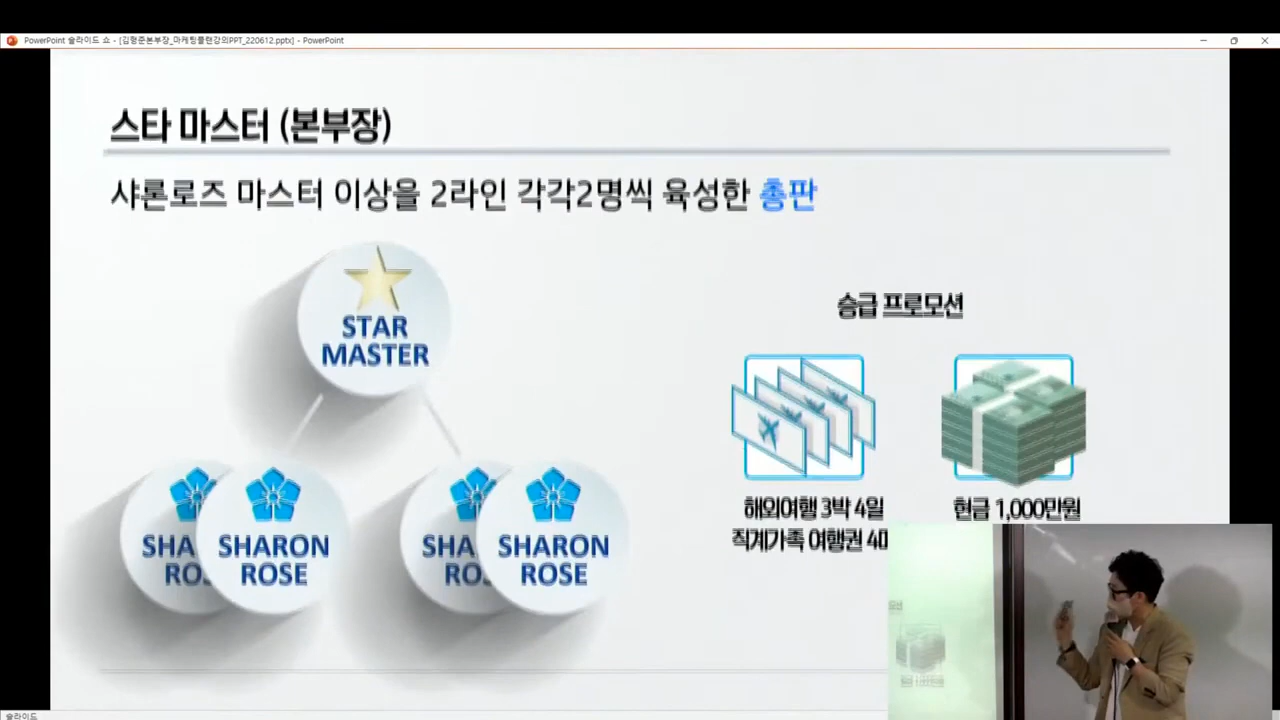 PowerPoint 슬라이드 쇼 - [김형준본부장_마케팅플랜강의PPT_220612.pptx] - PowerPoint
스타 마스터 (본부장)
샤론로즈 마스터 이상을 2라인 각각2명씩 육성한 총판
STAR
MASTER
승급 프로모션
SHA
RO
SHARON
ROSE
SHA
RO
SHARON
ROSE
해외여행 3박 4일
직계가족 여행권 4
현금 1,000만원
슬라이드